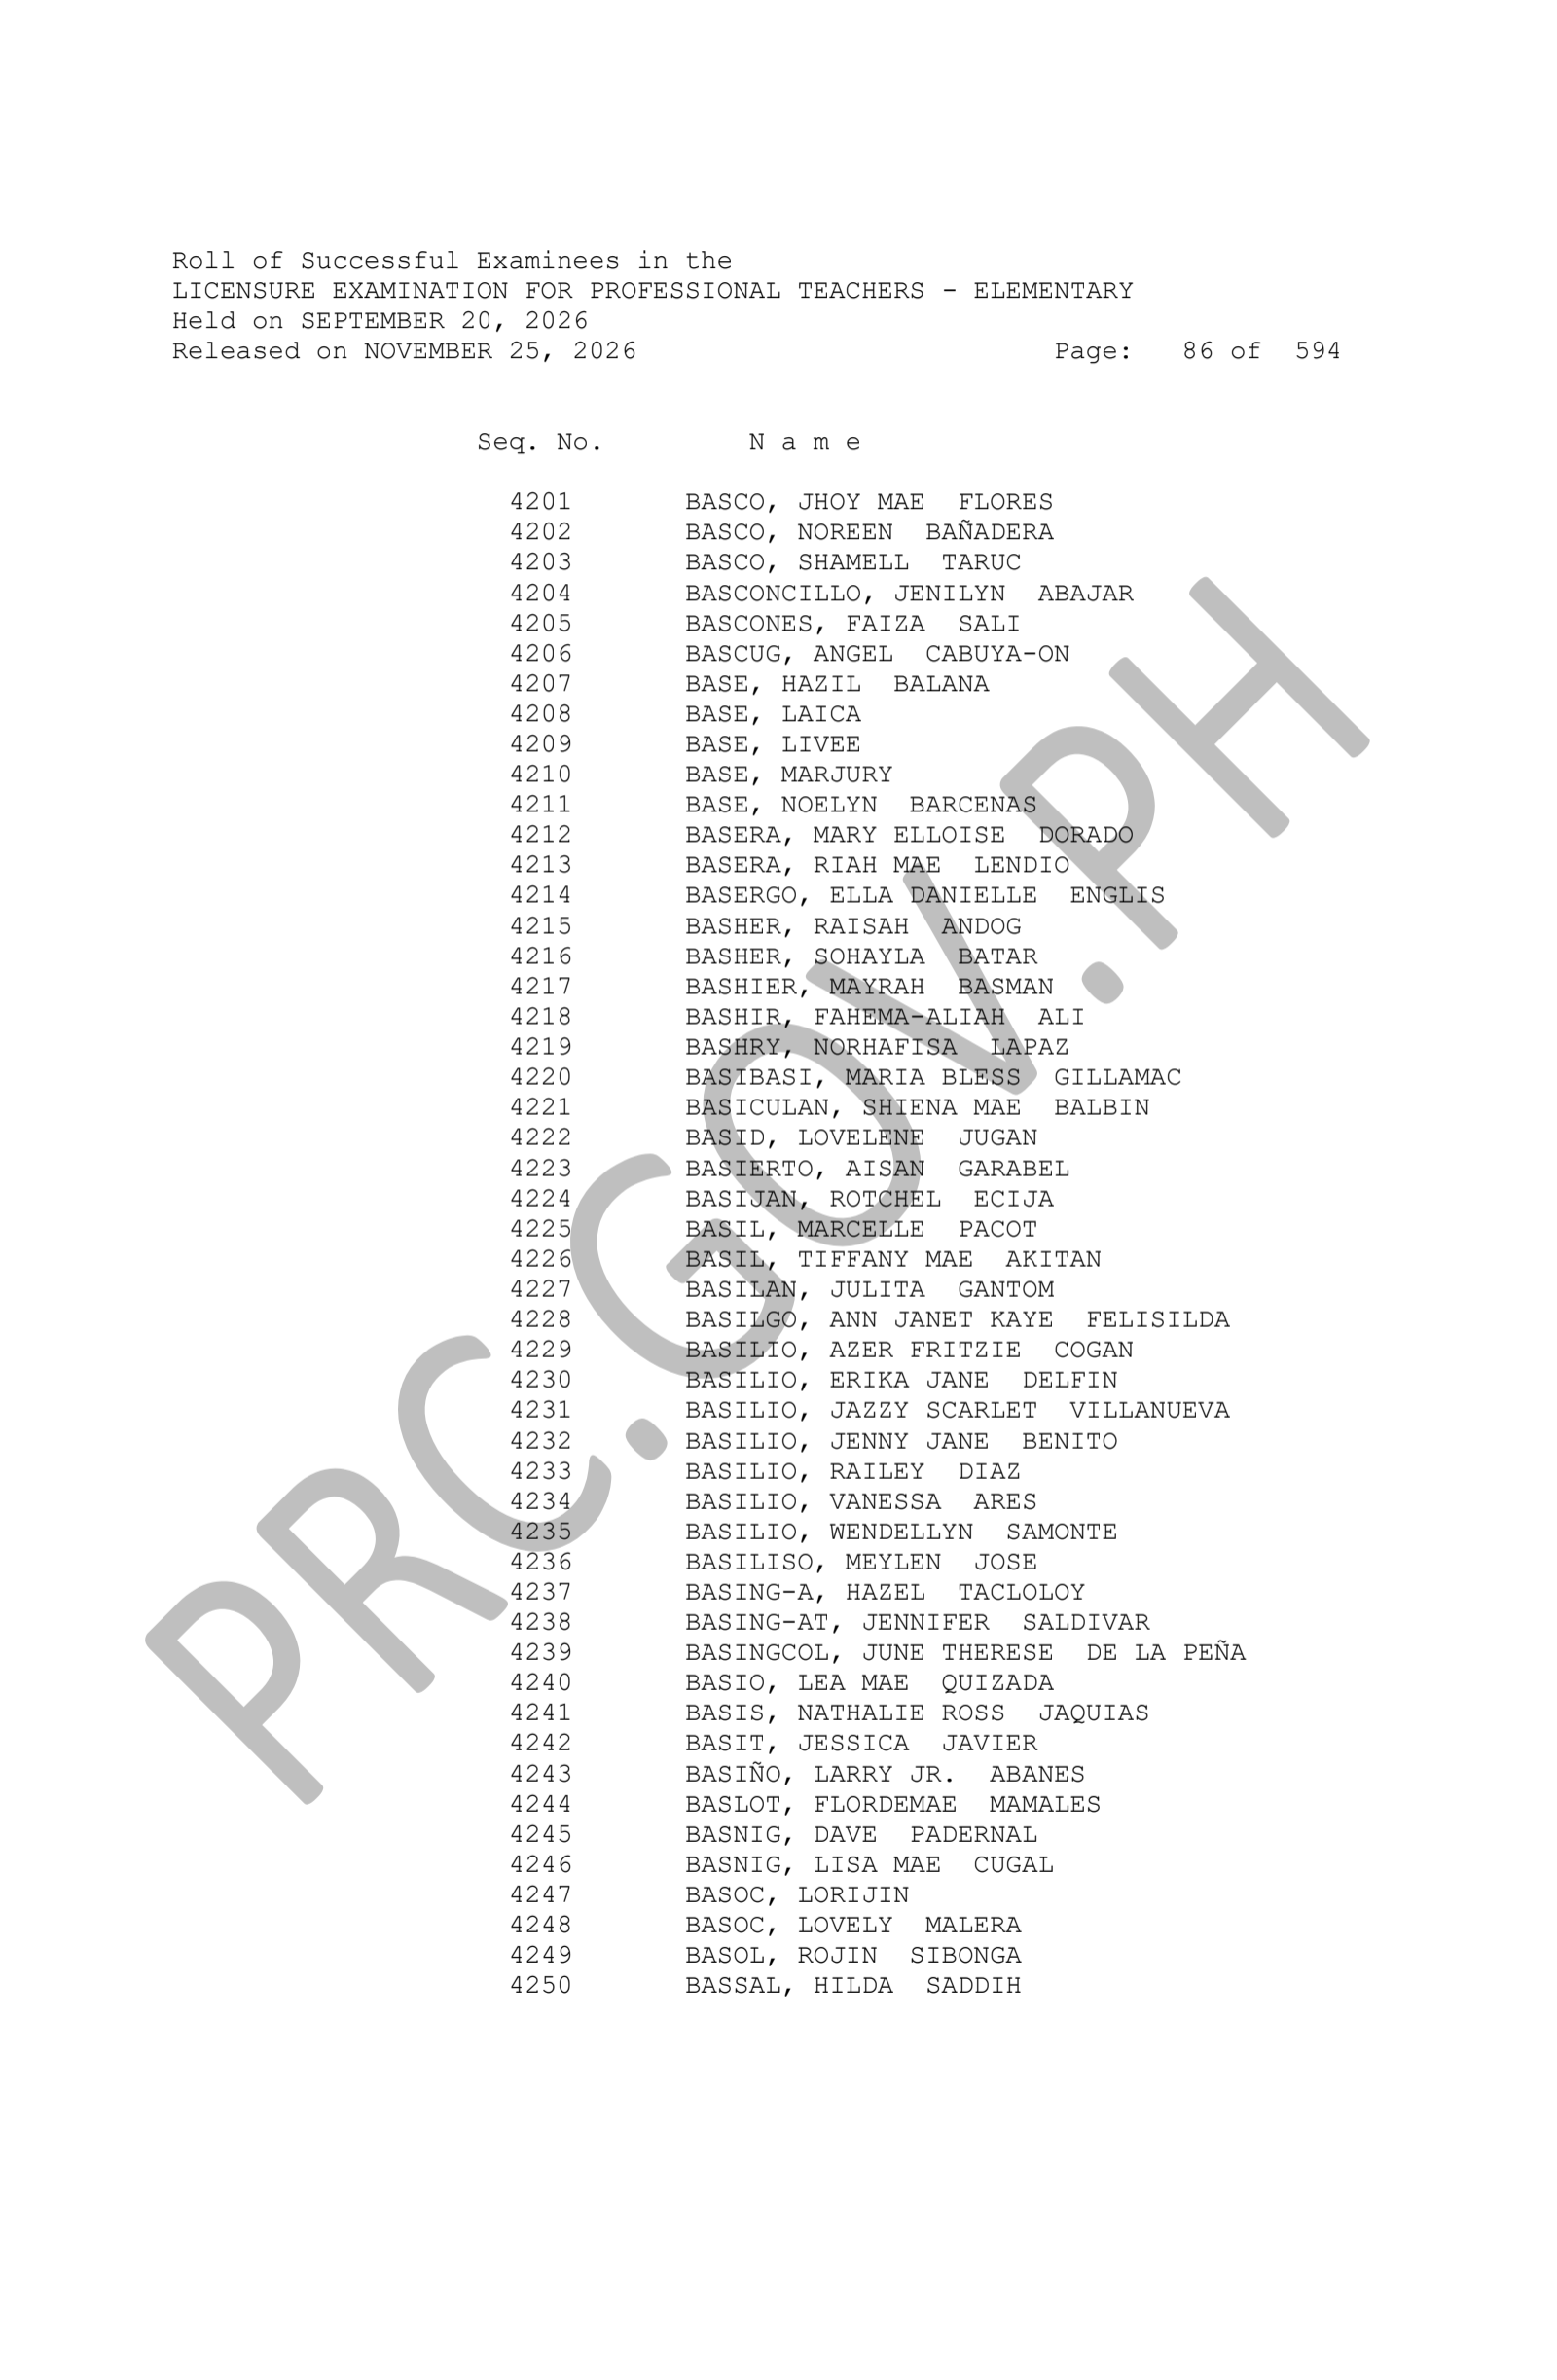 Roll of Successful Examinees in the
LICENSURE EXAMINATION FOR PROFESSIONAL TEACHERS - ELEMENTARY
Held on SEPTEMBER 20, 2026
Released on NOVEMBER 25, 2026 Page: 86 of 594
Seq. No. N a m e
4201 BASCO, JHOY MAE FLORES
4202 BASCO, NOREEN BAÑADERA
4203 BASCO, SHAMELL TARUC
4204 BASCONCILLO, JENILYN ABAJAR
4205 BASCONES, FAIZA SALI
4206 BASCUG, ANGEL CABUYA-ON
4207 BASE, HAZIL BALANA
4208 BASE, LAICA
4209 BASE, LIVEE
4210 BASE, MARJURY
4211 BASE, NOELYN BARCENAS
4212 BASERA, MARY ELLOISE DORADO
4213 BASERA, RIAH MAE LENDIO
4214 BASERGO, ELLA DANIELLE ENGLIS
4215 BASHER, RAISAH ANDOG
4216 BASHER, SOHAYLA BATAR
4217 BASHIER, MAYRAH BASMAN
4218 BASHIR, FAHEMA-ALIAH ALI
4219 BASHRY, NORHAFISA LAPAZ
4220 BASIBASI, MARIA BLESS GILLAMAC
4221 BASICULAN, SHIENA MAE BALBIN
4222 BASID, LOVELENE JUGAN
4223 BASIERTO, AISAN GARABEL
4224 BASIJAN, ROTCHEL ECIJA
4225 BASIL, MARCELLE PACOT
4226 BASIL, TIFFANY MAE AKITAN
4227 BASILAN, JULITA GANTOM
4228 BASILGO, ANN JANET KAYE FELISILDA
4229 BASILIO, AZER FRITZIE COGAN
4230 BASILIO, ERIKA JANE DELFIN
4231 BASILIO, JAZZY SCARLET VILLANUEVA
4232 BASILIO, JENNY JANE BENITO
4233 BASILIO, RAILEY DIAZ
4234 BASILIO, VANESSA ARES
4235 BASILIO, WENDELLYN SAMONTE
4236 BASILISO, MEYLEN JOSE
4237 BASING-A, HAZEL TACLOLOY
4238 BASING-AT, JENNIFER SALDIVAR
4239 BASINGCOL, JUNE THERESE DE LA PEÑA
4240 BASIO, LEA MAE QUIZADA
4241 BASIS, NATHALIE ROSS JAQUIAS
4242 BASIT, JESSICA JAVIER
4243 BASIÑO, LARRY JR. ABANES
4244 BASLOT, FLORDEMAE MAMALES
4245 BASNIG, DAVE PADERNAL
4246 BASNIG, LISA MAE CUGAL
4247 BASOC, LORIJIN
4248 BASOC, LOVELY MALERA
4249 BASOL, ROJIN SIBONGA
4250 BASSAL, HILDA SADDIH
PRC.GOV.PH